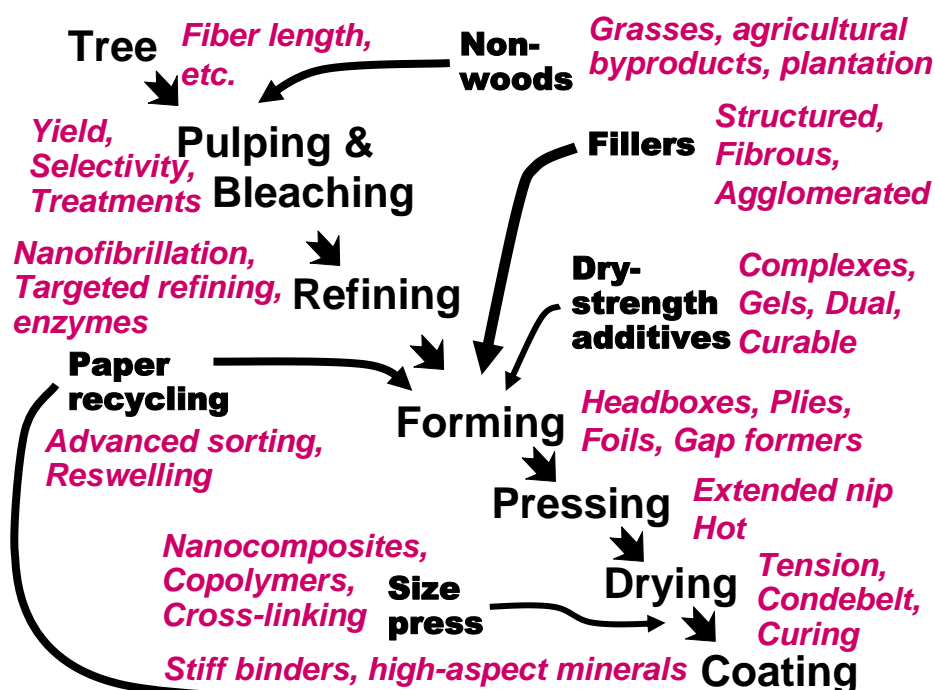 Tree
Fiber length,
etc.
Non-
woods
Grasses, agricultural
byproducts, plantation
Yield,
Selectivity,
Treatments
Pulping &
Bleaching
Fillers
Structured,
Fibrous,
Agglomerated
Nanofibrillation,
Targeted refining,
enzymes
Refining
Dry-
strength
additives
Complexes,
Gels, Dual,
Curable
Paper
recycling
Advanced sorting,
Reswelling
Forming
Headboxes, Plies,
Foils, Gap formers
Pressing
Extended nip
Hot
Nanocomposites,
Copolymers,
Cross-linking
Size
press
Drying
Tension,
Condebelt,
Curing
Stiff binders, high-aspect minerals
Coating